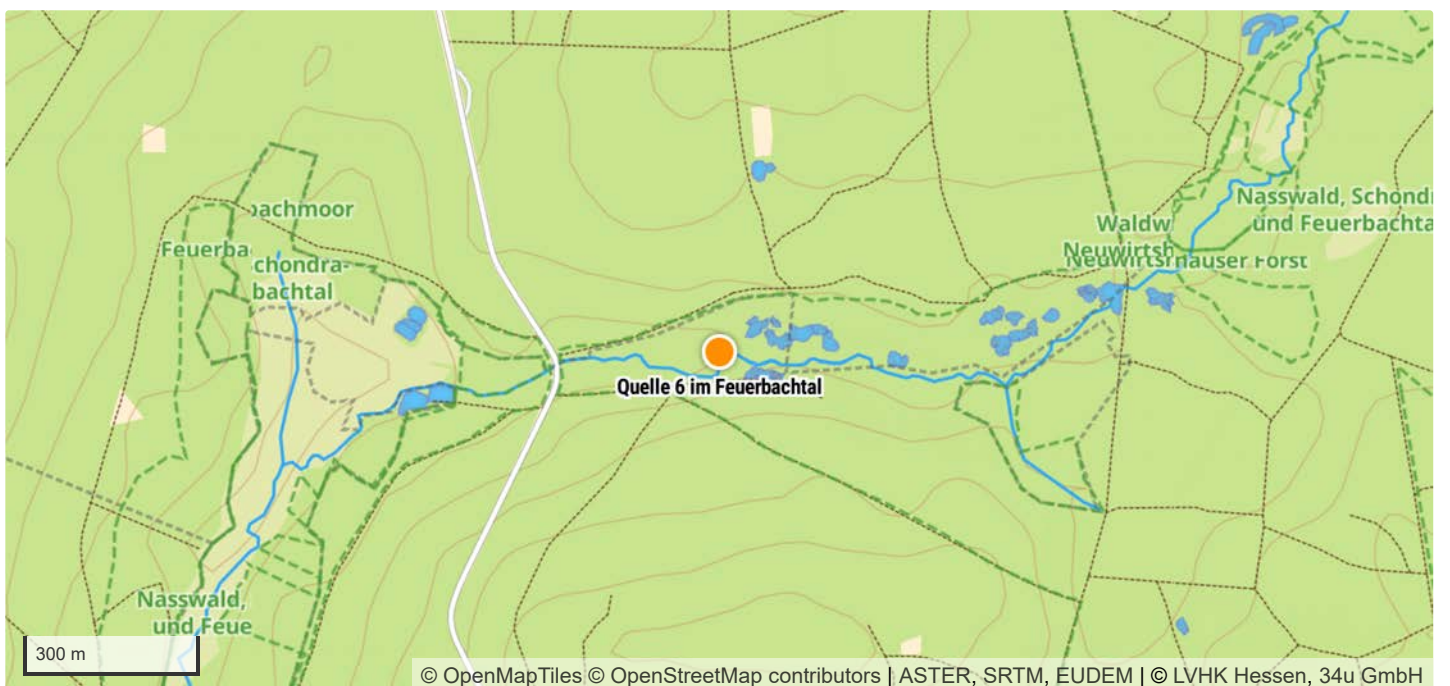 bachmoor
Feuerba
chondra-
bachtal
Nasswald, Schondr
und Feuerbachta
Waldw
Neuwirtsh
Neuwirtshauser Forst
Quelle 6 im Feuerbachtal
Nasswald,
und Feue
300 m
© OpenMapTiles © OpenStreetMap contributors | ASTER, SRTM, EUDEM | © LVHK Hessen, 34u GmbH